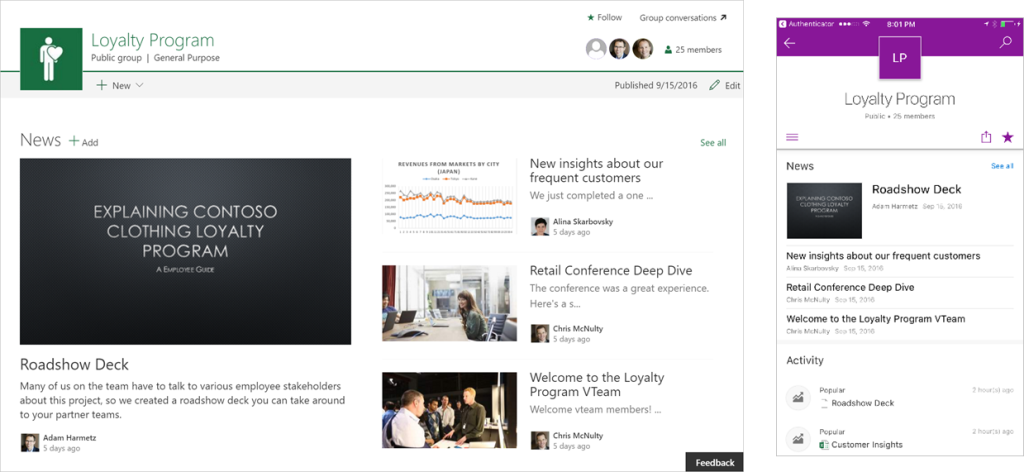 ★ Follow Group conversations ↗
Loyalty Program
Public group | General Purpose
25 members
+ New
Published 9/15/2016 Edit
News + Add
See all
EXPLAINING CONTOSO
CLOTHING LOYALTY
PROGRAM
A EMPLOYEE GUIDE
Roadshow Deck
Many of us on the team have to talk to various employee stakeholders
about this project, so we created a roadshow deck you can take around
to your partner teams.
Adam Harmetz
5 days ago
REVENUES FROM MARKETS BY CITY
(JAPAN)
New insights about our
frequent customers
We just completed a one ...
Alina Skarbovsky
5 days ago
Retail Conference Deep Dive
The conference was a great experience.
Here's a s...
Chris McNulty
5 days ago
Welcome to the Loyalty
Program VTeam
Welcome vteam members! ...
Chris McNulty
5 days ago
Feedback
Authenticator 8:01 PM
LP
Loyalty Program
Public • 25 members
News See all
EXPLAINING CONTOSO
CLOTHING LOYALTY
PROGRAM
Roadshow Deck
Adam Harmetz Sep 16, 2016
New insights about our frequent customers
Alina Skarbovsky Sep 15, 2016
Retail Conference Deep Dive
Chris McNulty Sep 15, 2016
Welcome to the Loyalty Program VTeam
Chris McNulty Sep 15, 2016
Activity
Popular 2 hour(s) ago
Roadshow Deck
Popular 2 hour(s) ago
Customer Insights